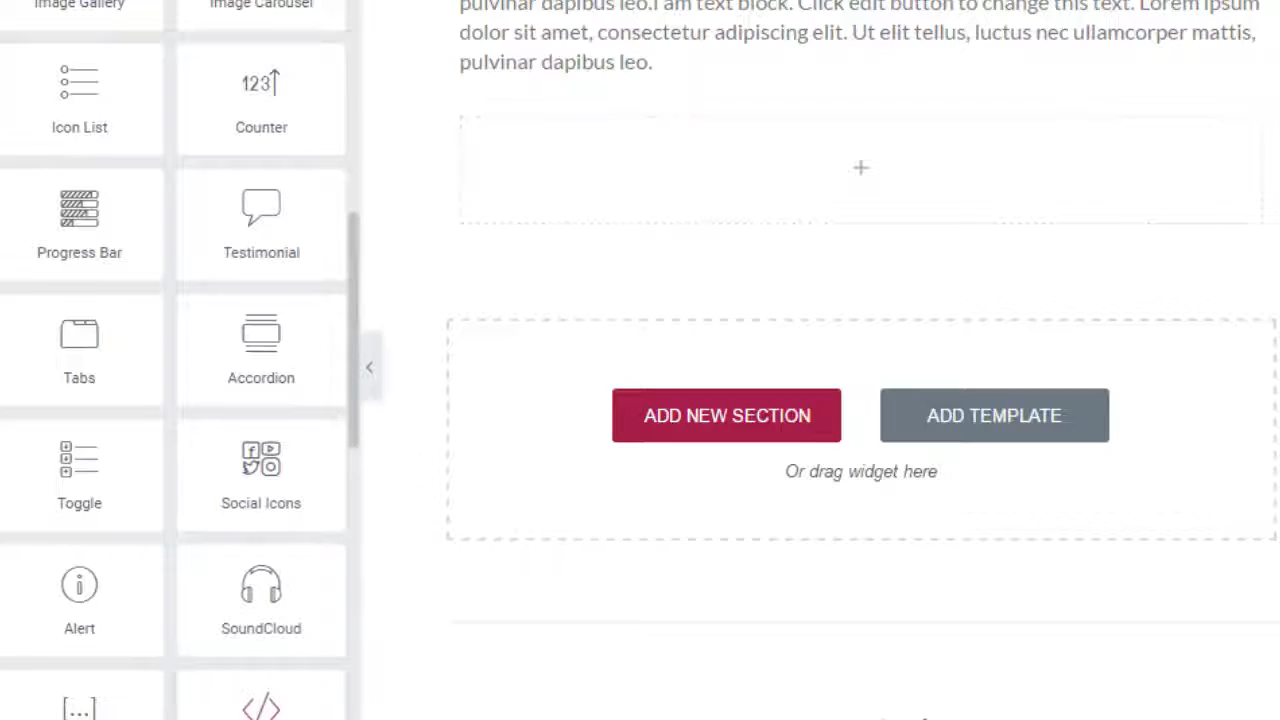 Image Gallery
Image Carousel
Icon List
123
Counter
Progress Bar
Testimonial
Tabs
Accordion
Toggle
Social Icons
Alert
SoundCloud
[...]
</>
pulvinar dapibus leo.I am text block. Click edit button to change this text. Lorem ipsum
dolor sit amet, consectetur adipiscing elit. Ut elit tellus, luctus nec ullamcorper mattis,
pulvinar dapibus leo.
+
ADD NEW SECTION
ADD TEMPLATE
Or drag widget here